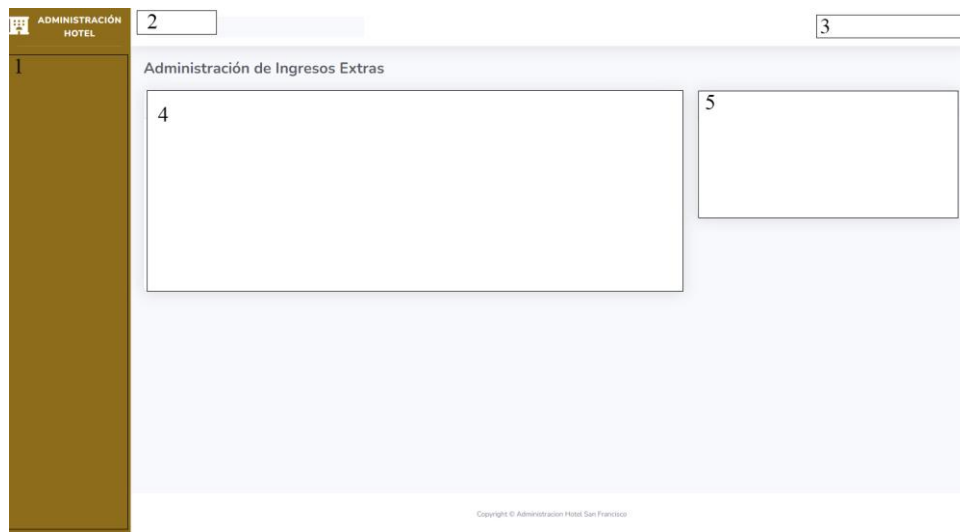 ADMINISTRACIÓN
HOTEL
2
3
1
Administración de Ingresos Extras
4
5
Copyright © Administracion Hotel San Francisco